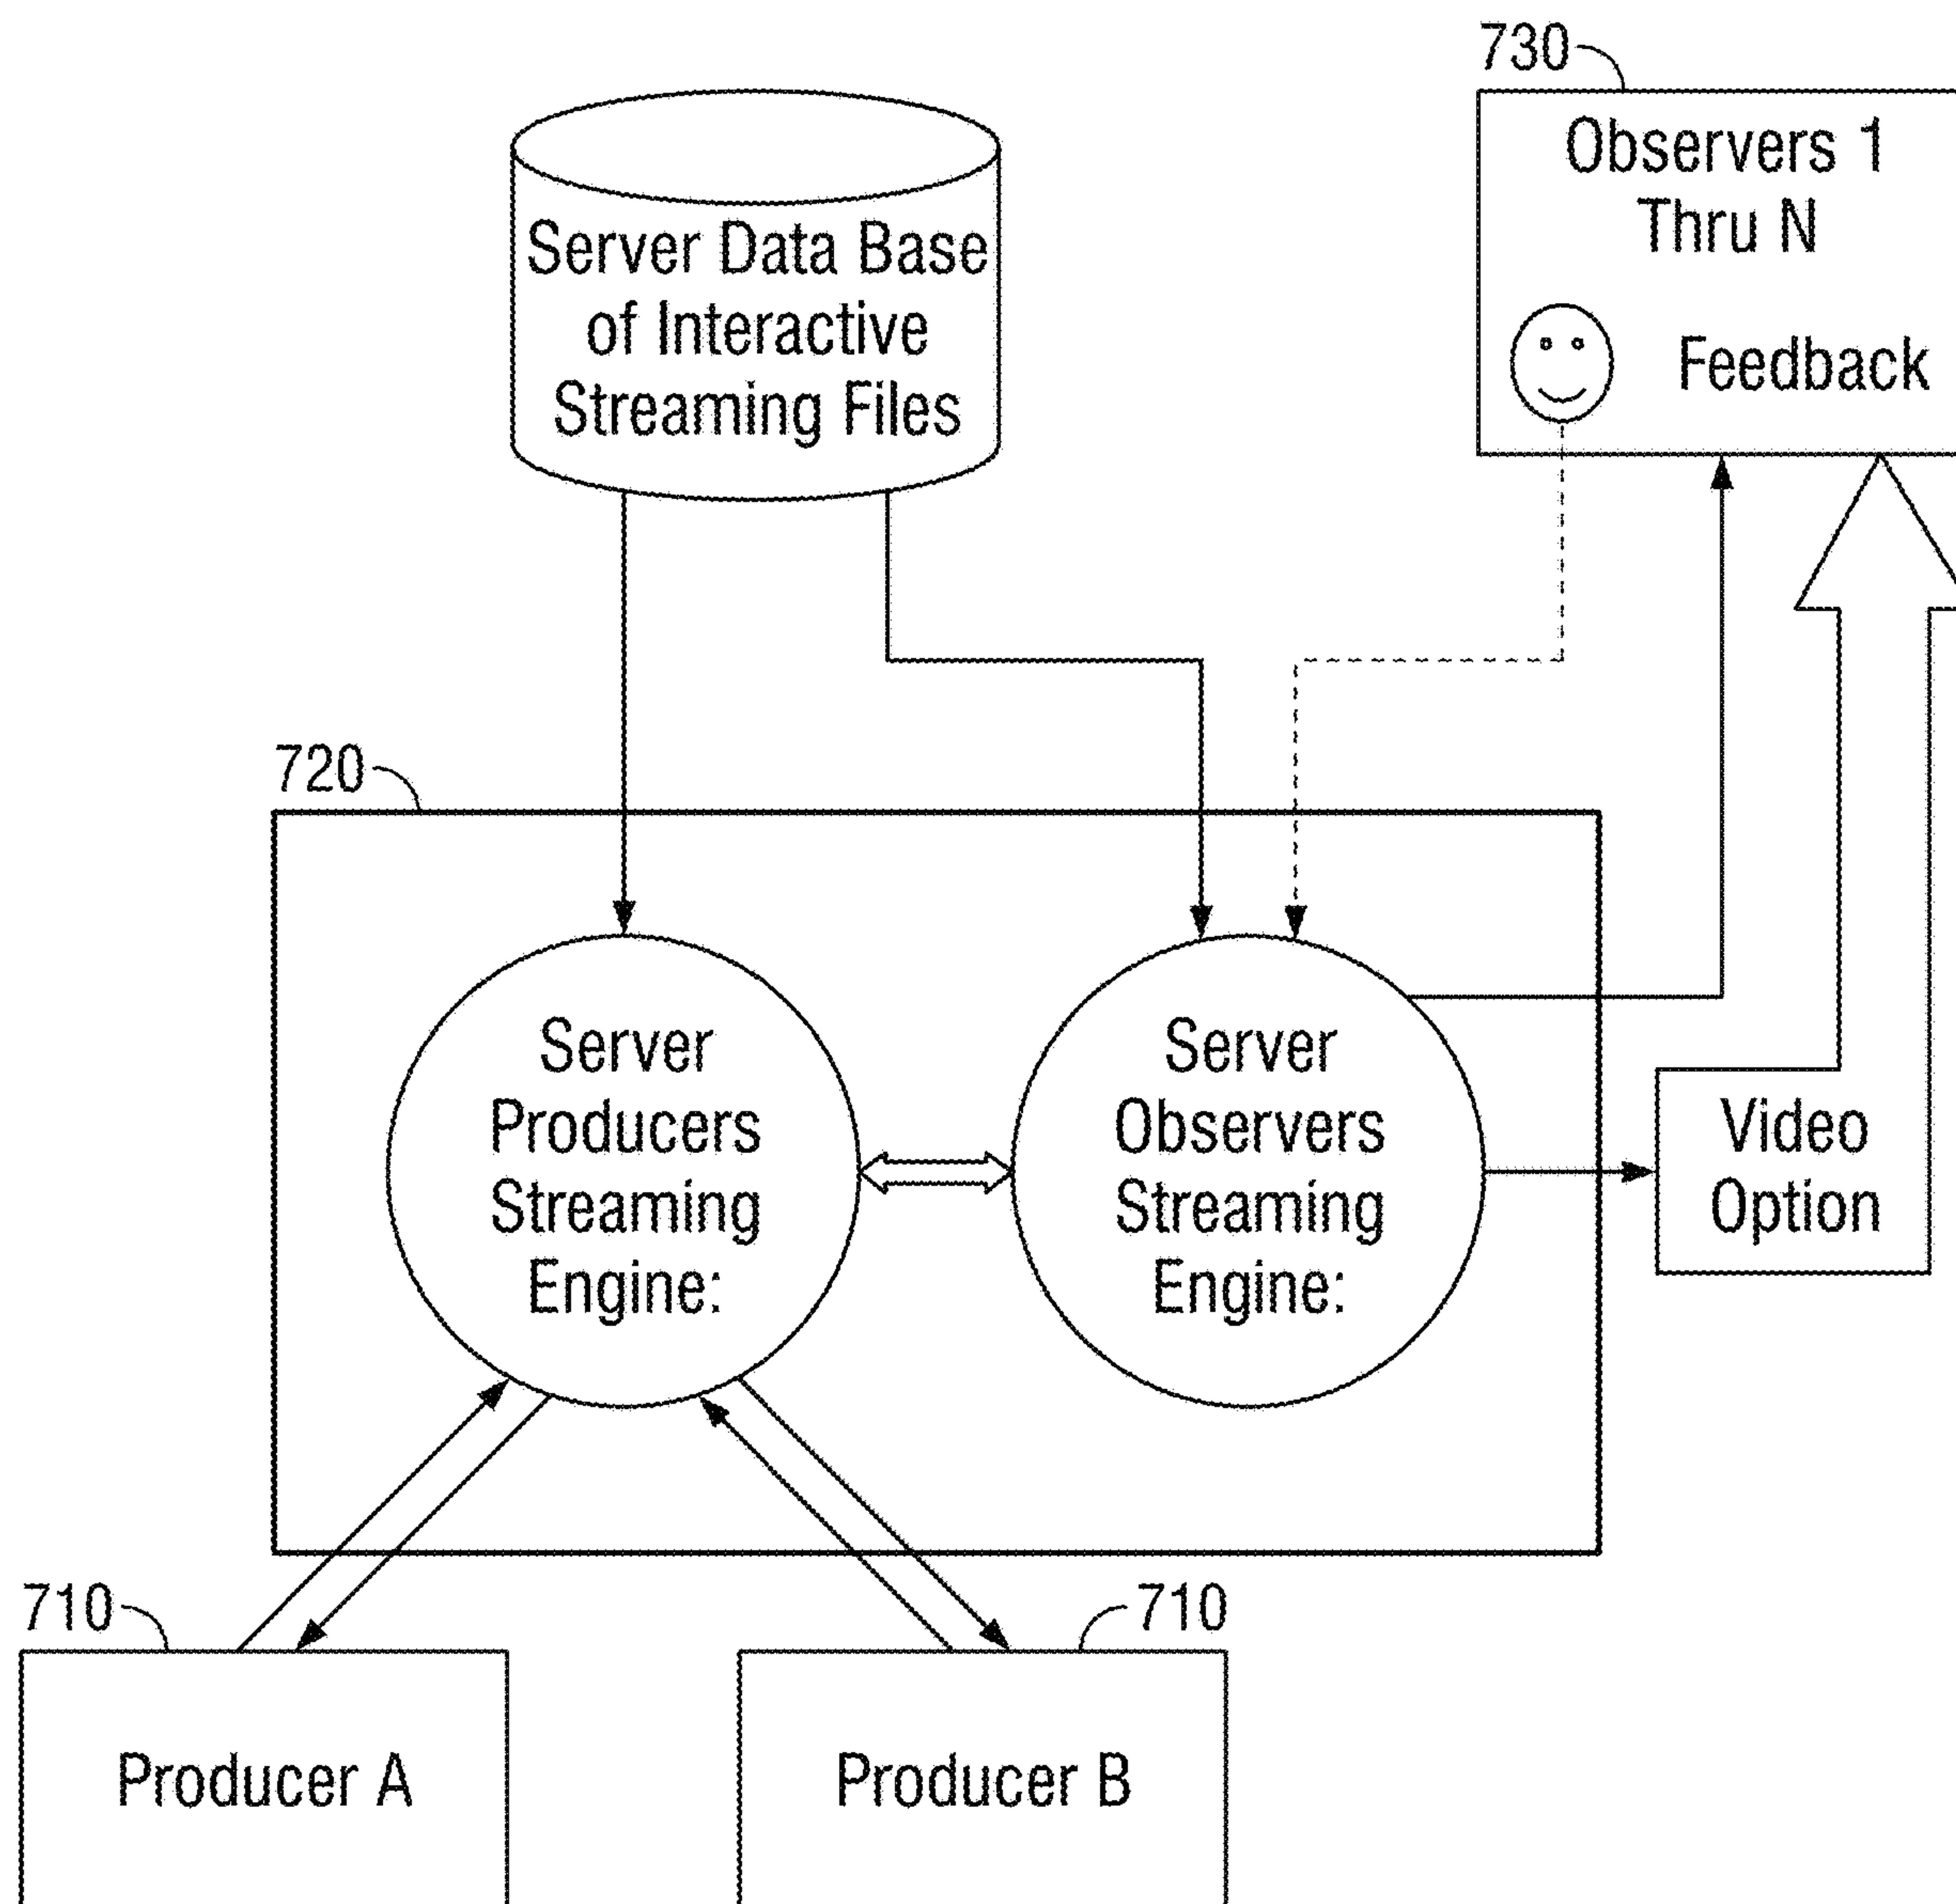 730
Observers 1
Thru N
Feedback
Server Data Base
of Interactive
Streaming Files
720
Server
Producers
Streaming
Engine:
Server
Observers
Streaming
Engine:
Video
Option
710
Producer A
710
Producer B